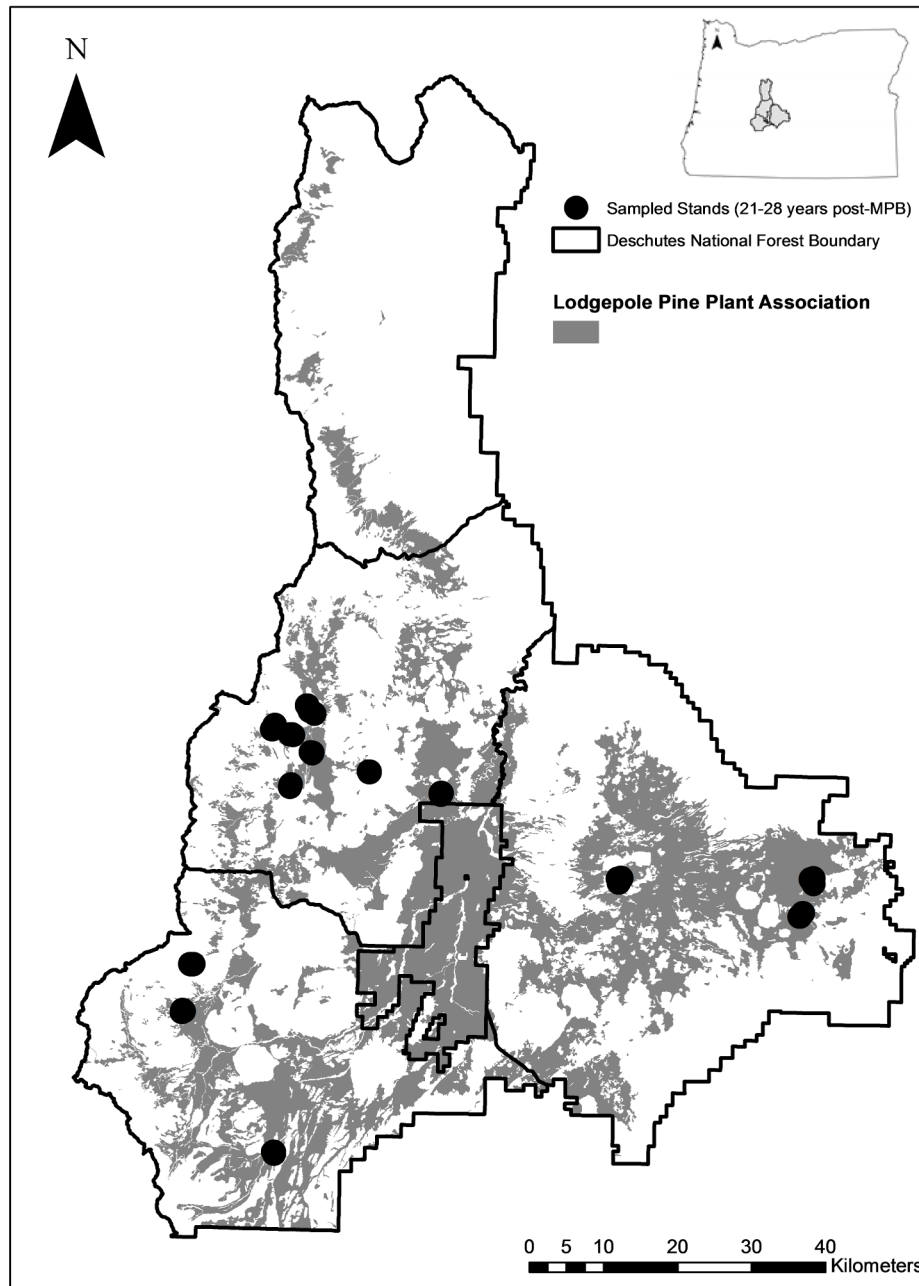 N
N
Sampled Stands (21-28 years post-MPB)
Deschutes National Forest Boundary
Lodgepole Pine Plant Association
0 5 10 20 30 40
Kilometers